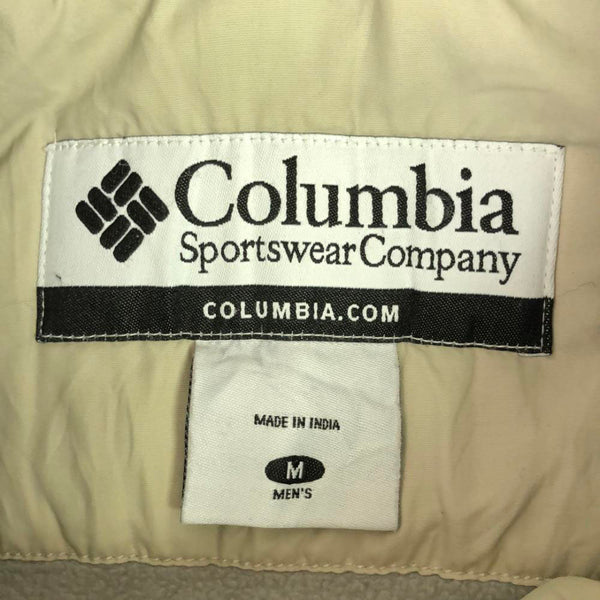 Columbia
Sportswear Company
COLUMBIA.COM
MADE IN INDIA
M
MEN'S